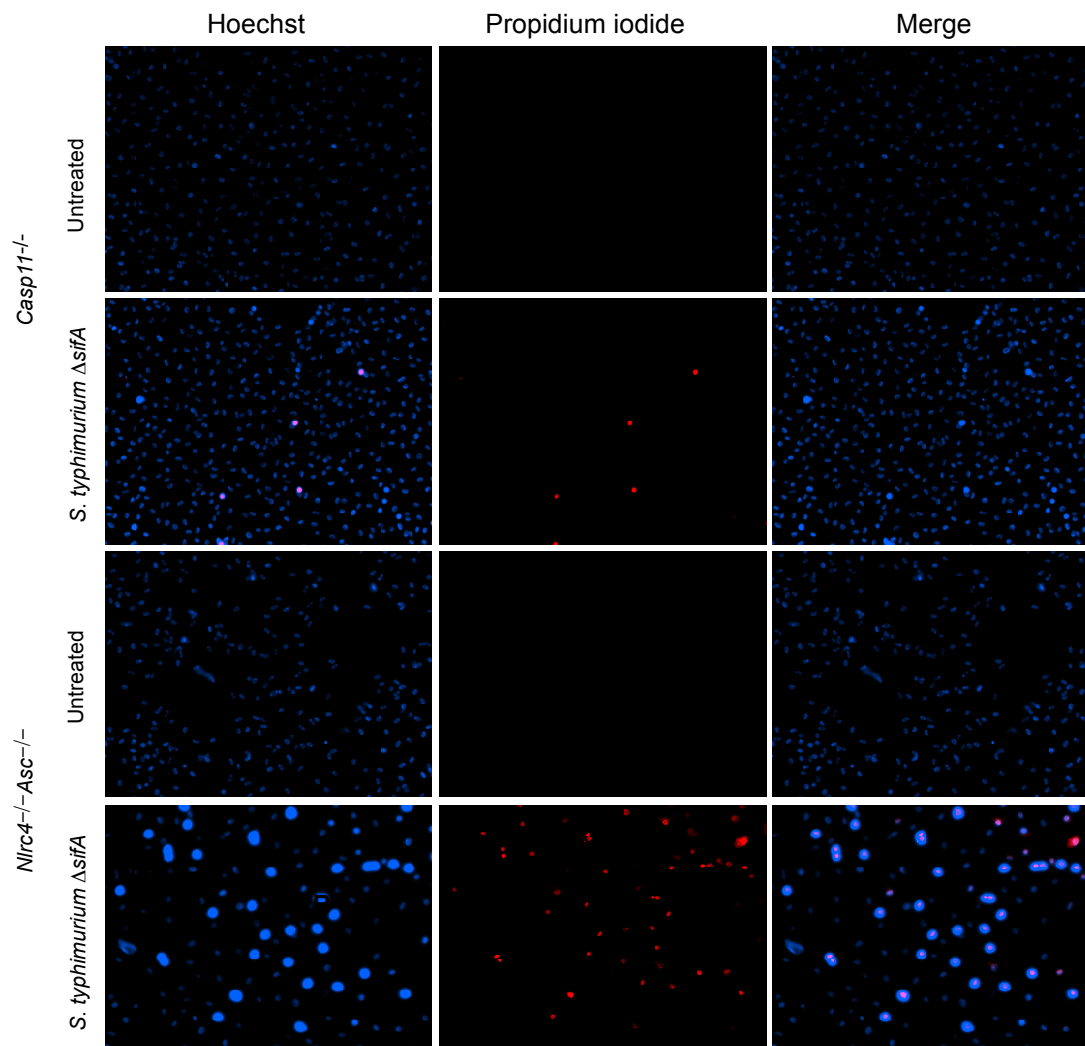 Hoechst
Propidium iodide
Merge
Casp11-/-
Untreated
S. typhimurium ΔsifA
Nlrc4−/−Asc−/−
Untreated
S. typhimurium ΔsifA